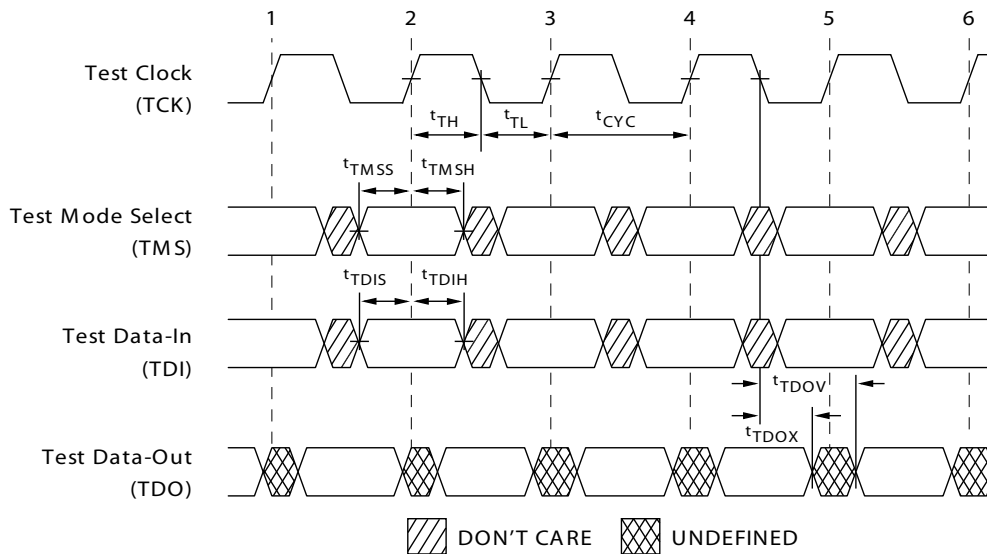 1 2 3 4 5 6
Test Clock
(TCK)
tTH tTL tCYC
tTMSS tTMSH
Test Mode Select
(TMS)
tTDIS tTDIH
Test Data-In
(TDI)
tTDOV
tTDOX
Test Data-Out
(TDO)
DON'T CARE UNDEFINED